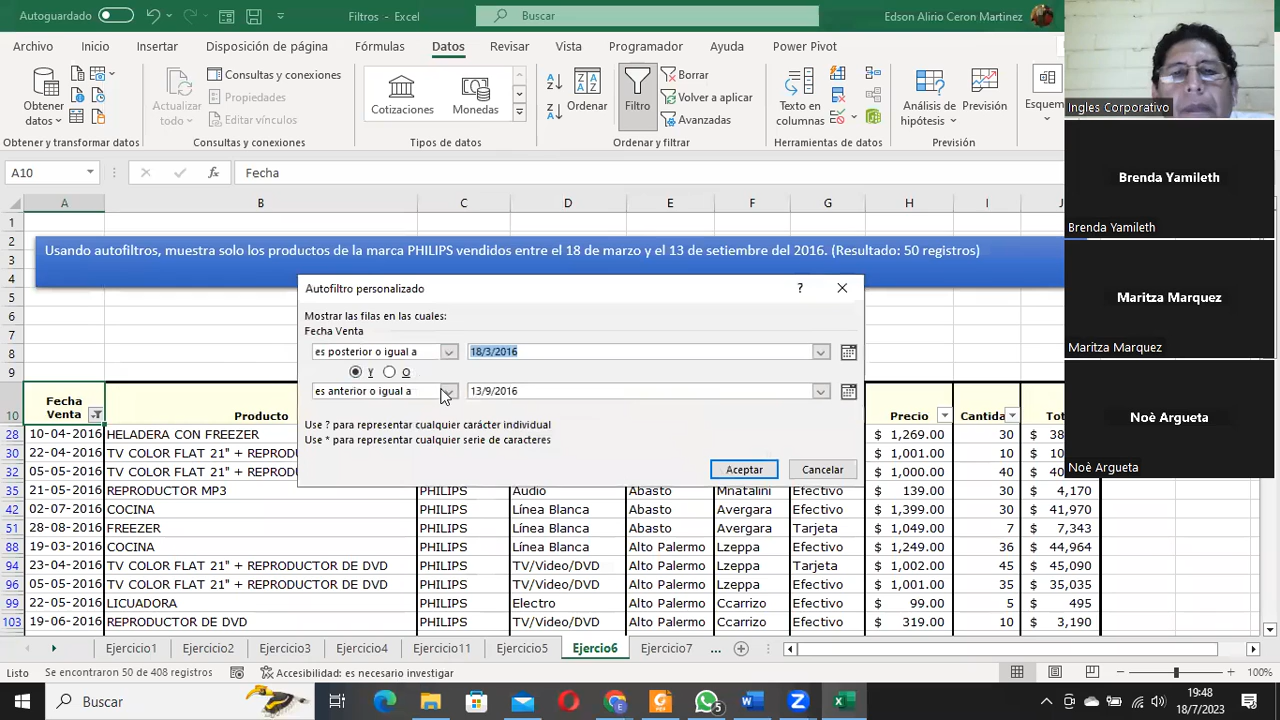 Autoguardado
Filtros - Excel
Buscar
Edson Alirio Ceron Martinez
Archivo Inicio Insertar Disposición de página Fórmulas Datos Revisar Vista Programador Ayuda Power Pivot
Obtener datos
Actualizar todo
Consultas y conexiones
Propiedades
Editar vínculos
Cotizaciones
Monedas
Ordenar
Filtro
Borrar
Volver a aplicar
Avanzadas
Texto en columnas
Análisis de hipótesis
Previsión
Esquem
Obtener y transformar datos
Consultas y conexiones
Tipos de datos
Ordenar y filtrar
Herramientas de datos
Previsión
A10
fx
Fecha
A B C D E F G H I J
1
2
3
4
5
6
7
8
9
Usando autofiltros, muestra solo los productos de la marca PHILIPS vendidos entre el 18 de marzo y el 13 de setiembre del 2016. (Resultado: 50 registros)
Autofiltro personalizado
?
Mostrar las filas en las cuales:
Fecha Venta
es posterior o igual a 18/3/2016
Y O
es anterior o igual a 13/9/2016
Use ? para representar cualquier carácter individual
Use * para representar cualquier serie de caracteres
Aceptar Cancelar
10 Fecha Venta Producto Precio Cantida Tot
28 10-04-2016 HELADERA CON FREEZER $ 1,269.00 30 $ 38
30 22-04-2016 TV COLOR FLAT 21" + REPRODU $ 1,001.00 10 $ 10
32 05-05-2016 TV COLOR FLAT 21" + REPRODU $ 1,000.00 42 $ 42
35 21-05-2016 REPRODUCTOR MP3 PHILIPS Audio Abasto Mnatalini Efectivo $ 139.00 30 $ 4,170
42 02-07-2016 COCINA PHILIPS Línea Blanca Abasto Avergara Efectivo $ 1,399.00 30 $ 41,970
51 28-08-2016 FREEZER PHILIPS Línea Blanca Abasto Avergara Tarjeta $ 1,049.00 7 $ 7,343
88 19-03-2016 COCINA PHILIPS Línea Blanca Alto Palermo Lzeppa Efectivo $ 1,249.00 36 $ 44,964
94 23-04-2016 TV COLOR FLAT 21" + REPRODUCTOR DE DVD PHILIPS TV/Video/DVD Alto Palermo Lzeppa Tarjeta $ 1,002.00 45 $ 45,090
96 05-05-2016 TV COLOR FLAT 21" + REPRODUCTOR DE DVD PHILIPS TV/Video/DVD Alto Palermo Lzeppa Efectivo $ 1,001.00 35 $ 35,035
99 22-05-2016 LICUADORA PHILIPS Electro Alto Palermo Ccarrizo Efectivo $ 99.00 5 $ 495
103 19-06-2016 REPRODUCTOR DE DVD PHILIPS TV/Video/DVD Alto Palermo Ccarrizo Efectivo $ 319.00 10 $ 3,190
Ejercicio1 Ejercicio2 Ejercicio3 Ejercicio4 Ejercicio11 Ejercicio5 Ejercio6 Ejercicio7 ...
Listo Se encontraron 50 de 408 registros Accesibilidad: es necesario investigar 100%
Buscar
5
19:48
18/7/2023
Ingles Corporativo
Brenda Yamileth
Brenda Yamileth
Maritza Marquez
Maritza Marquez
Noè Argueta
Noè Argueta